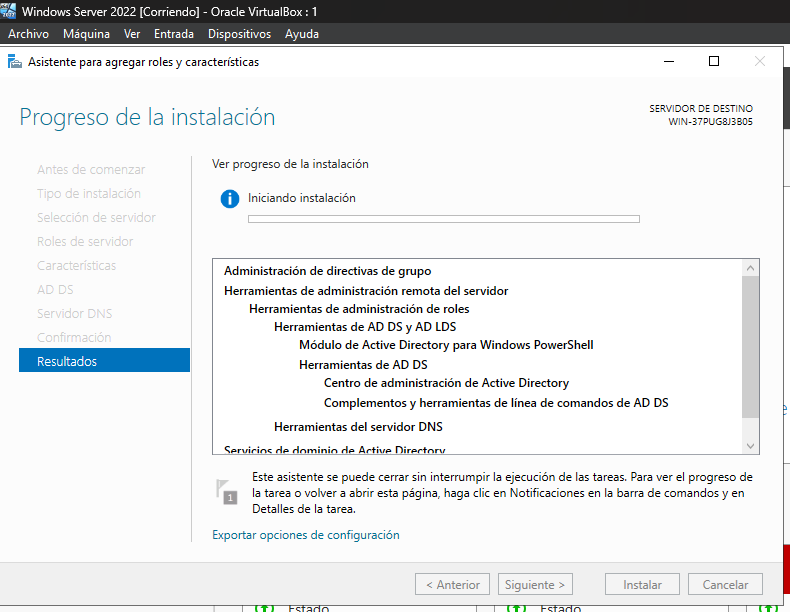 Windows Server 2022 [Corriendo] - Oracle VirtualBox : 1
Archivo Máquina Ver Entrada Dispositivos Ayuda
Asistente para agregar roles y características
Progreso de la instalación
SERVIDOR DE DESTINO
WIN-37PUG8J3B05
Antes de comenzar
Tipo de instalación
Selección de servidor
Roles de servidor
Características
AD DS
Servidor DNS
Confirmación
Resultados
Ver progreso de la instalación
Iniciando instalación
Administración de directivas de grupo
Herramientas de administración remota del servidor
Herramientas de administración de roles
Herramientas de AD DS y AD LDS
Módulo de Active Directory para Windows PowerShell
Herramientas de AD DS
Centro de administración de Active Directory
Complementos y herramientas de línea de comandos de AD DS
Herramientas del servidor DNS
Servicios de dominio de Active Directory
1
Este asistente se puede cerrar sin interrumpir la ejecución de las tareas. Para ver el progreso de
la tarea o volver a abrir esta página, haga clic en Notificaciones en la barra de comandos y en
Detalles de la tarea.
Exportar opciones de configuración
< Anterior Siguiente > Instalar Cancelar
Estado Estado